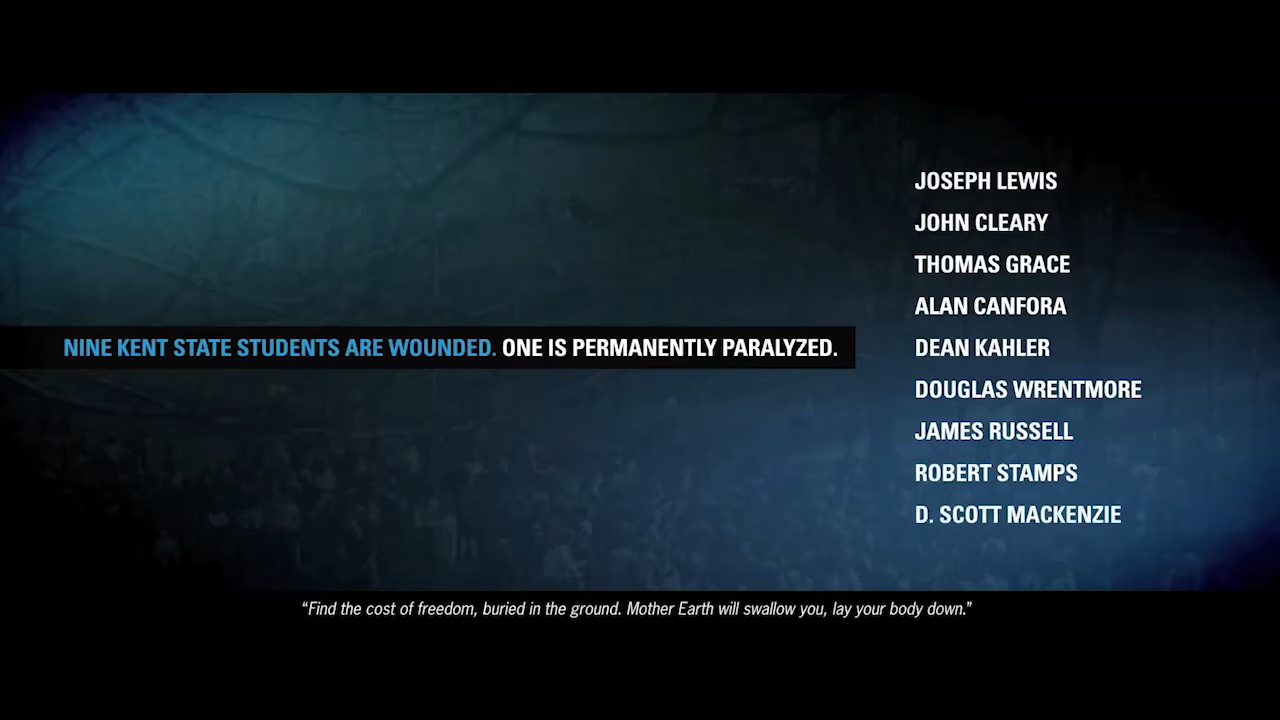 NINE KENT STATE STUDENTS ARE WOUNDED. ONE IS PERMANENTLY PARALYZED.
JOSEPH LEWIS
JOHN CLEARY
THOMAS GRACE
ALAN CANFORA
DEAN KAHLER
DOUGLAS WRENTMORE
JAMES RUSSELL
ROBERT STAMPS
D. SCOTT MACKENZIE
“Find the cost of freedom, buried in the ground. Mother Earth will swallow you, lay your body down.”